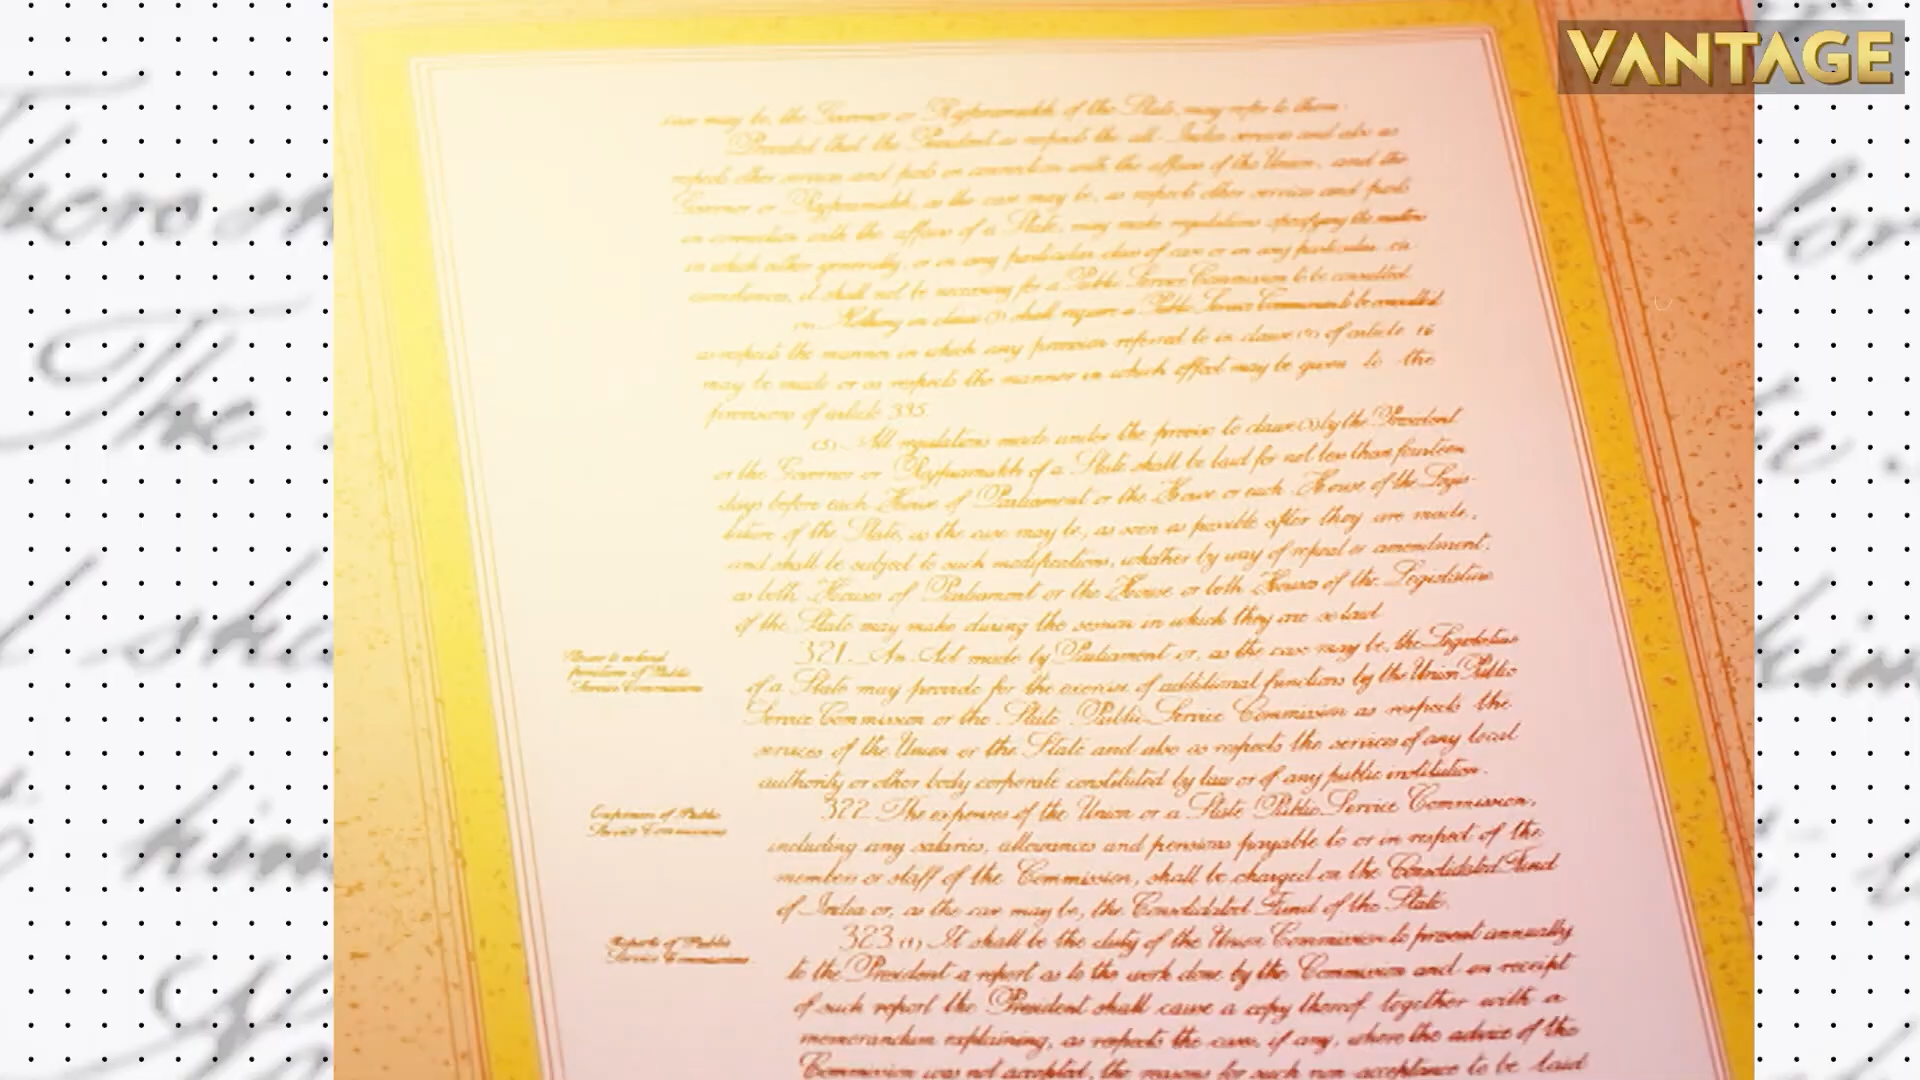 VANTAGE
case may be, the Governor or Rajpramukh of the State, may refer to them:
Provided that the President as respects the all-India services and also as
respects other services and posts in connection with the affairs of the Union, and the
Governor or Rajpramukh, as the case may be, as respects other services and posts
in connection with the affairs of a State, may make regulations specifying the matters
in which either generally, or in any particular class of case or in any particular cir-
cumstances, it shall not be necessary for a Public Service Commission to be consulted.
Nothing in clause (3) shall require a Public Service Commission to be consulted
as respects the manner in which any provision referred to in clause (4) of article 16
may be made or as respects the manner in which effect may be given to the
provisions of article 335.
(5). All regulations made under the proviso to clause (3) by the President
or the Governor or Rajpramukh of a State shall be laid for not less than fourteen
days before each House of Parliament or the House or each House of the Legis-
lature of the State, as the case may be, as soon as possible after they are made,
and shall be subject to such modifications, whether by way of repeal or amendment,
as both Houses of Parliament or the House or both Houses of the Legislature
of the State may make during the session in which they are so laid.
Power to extend
functions of Public
Service Commissions
321. An Act made by Parliament or, as the case may be, the Legislature
of a State may provide for the exercise of additional functions by the Union Public
Service Commission or the State Public Service Commission as respects the
services of the Union or the State and also as respects the services of any local
authority or other body corporate constituted by law or of any public institution.
Expenses of Public
Service Commissions
322. The expenses of the Union or a State Public Service Commission,
including any salaries, allowances and pensions payable to or in respect of the
members or staff of the Commission, shall be charged on the Consolidated Fund
of India or, as the case may be, the Consolidated Fund of the State.
Reports of Public
Service Commissions
323 (1) It shall be the duty of the Union Commission to present annually
to the President a report as to the work done by the Commission and on receipt
of such report the President shall cause a copy thereof together with a
memorandum explaining, as respects the cases, if any, where the advice of the
Commission was not accepted, the reasons for such non-acceptance to be laid
The